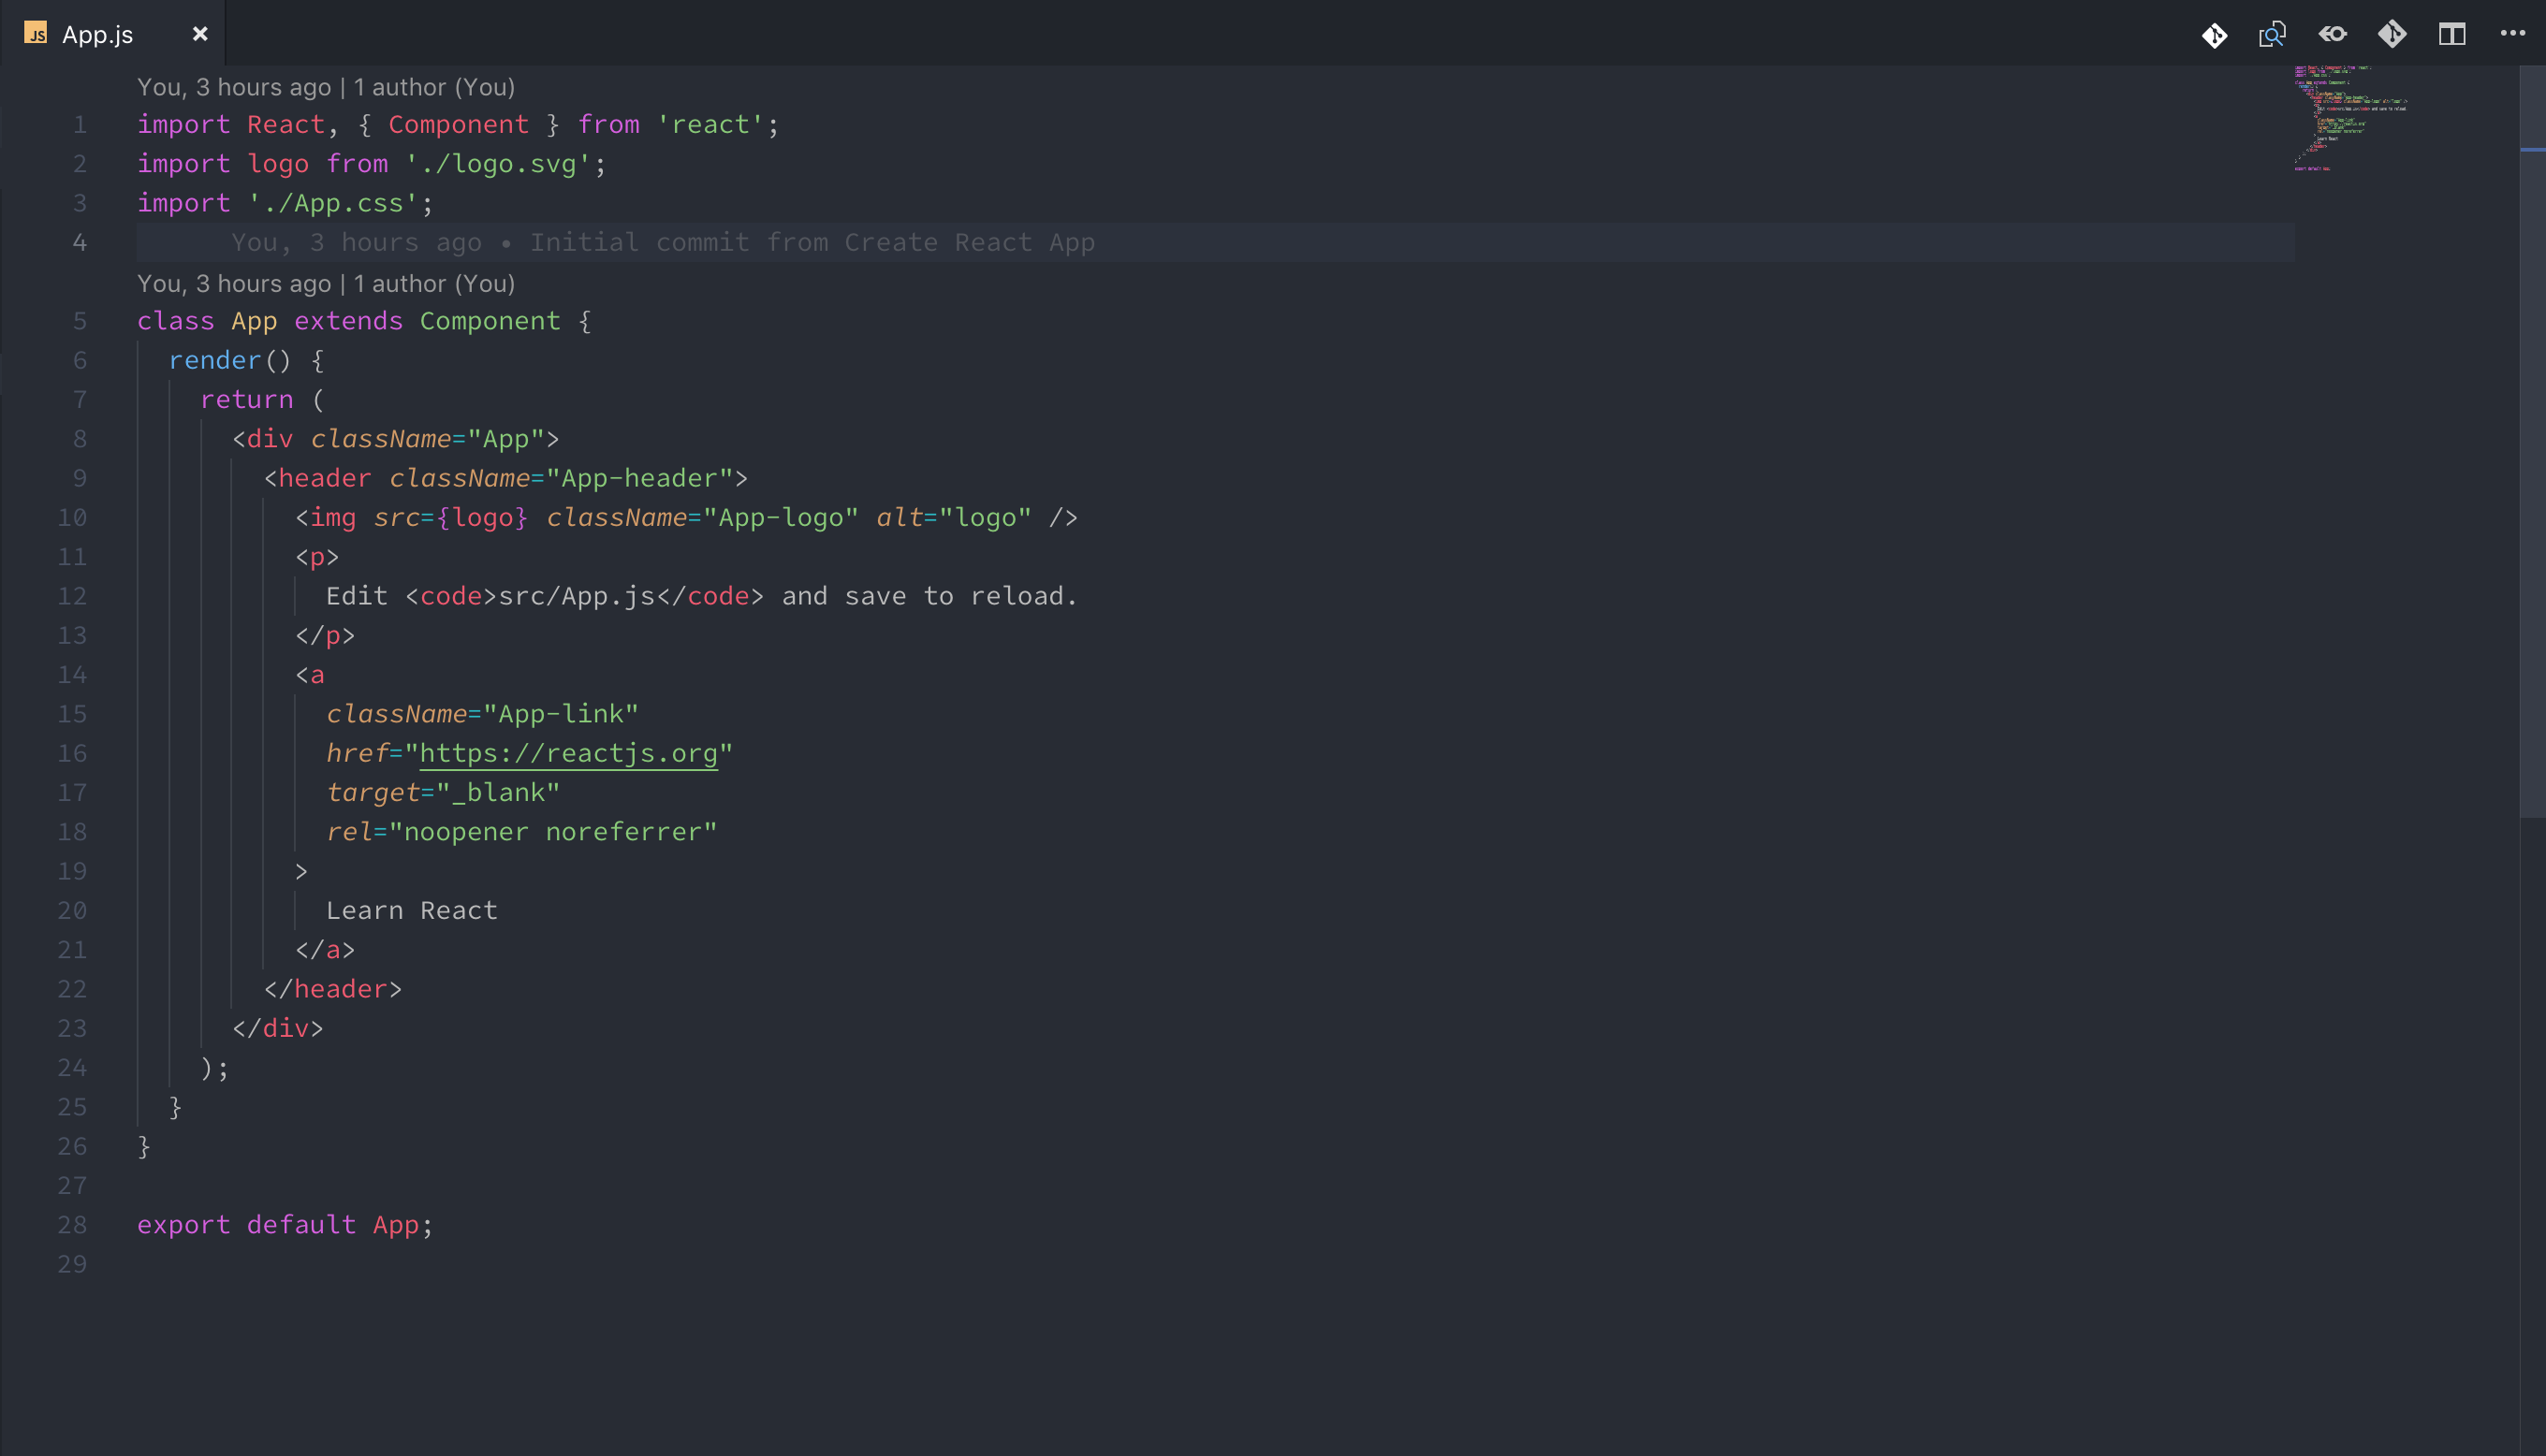 JS App.js ×
You, 3 hours ago | 1 author (You)
1 import React, { Component } from 'react';
2 import logo from './logo.svg';
3 import './App.css';
4 You, 3 hours ago • Initial commit from Create React App
You, 3 hours ago | 1 author (You)
5 class App extends Component {
6   render() {
7     return (
8       <div className="App">
9         <header className="App-header">
10           <img src={logo} className="App-logo" alt="logo" />
11           <p>
12             Edit <code>src/App.js</code> and save to reload.
13           </p>
14           <a
15             className="App-link"
16             href="https://reactjs.org"
17             target="_blank"
18             rel="noopener noreferrer"
19           >
20             Learn React
21           </a>
22         </header>
23       </div>
24     );
25   }
26 }
27
28 export default App;
29